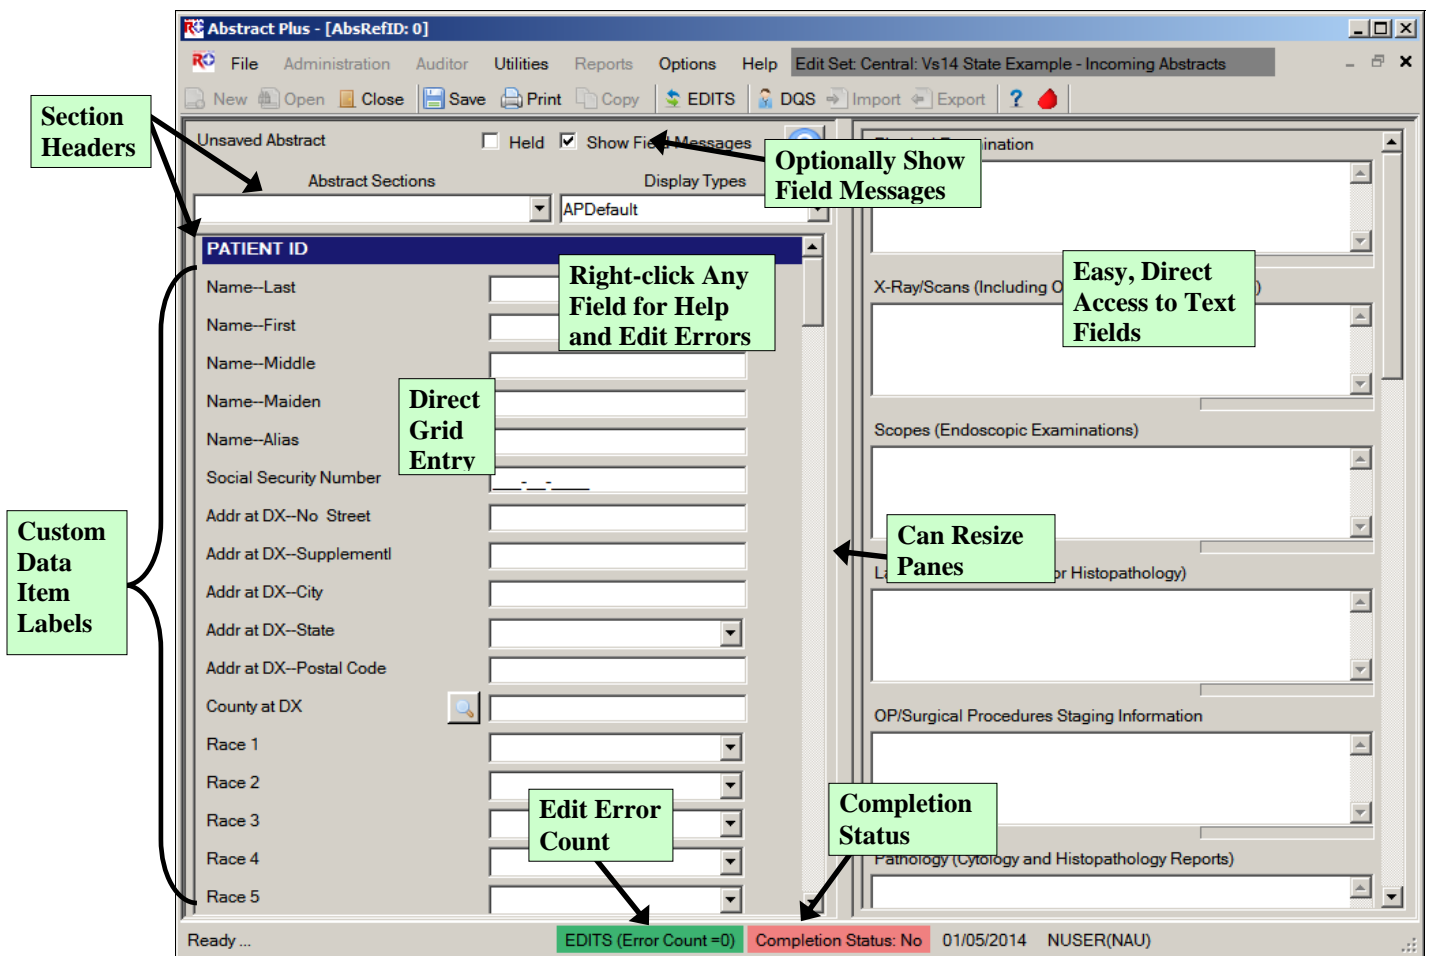 Abstract Plus - [AbsRefID: 0]
File Administration Auditor Utilities Reports Options Help Edit Set: Central: Vs14 State Example - Incoming Abstracts
New Open Close Save Print Copy EDITS DQS Import Export ?
Section
Headers
Unsaved Abstract Held Show Field Messages
Abstract Sections Display Types
APDefault
Optionally Show
Field Messages
PATIENT ID
Name--Last
Name--First
Name--Middle
Name--Maiden
Name--Alias
Social Security Number ___-__-____
Addr at DX--No Street
Addr at DX--Supplementl
Addr at DX--City
Addr at DX--State
Addr at DX--Postal Code
County at DX
Race 1
Race 2
Race 3
Race 4
Race 5
Right-click Any
Field for Help
and Edit Errors
Direct
Grid
Entry
Custom
Data
Item
Labels
X-Ray/Scans (Including
Easy, Direct
Access to Text
Fields
Scopes (Endoscopic Examinations)
Can Resize
Panes
or Histopathology)
OP/Surgical Procedures Staging Information
Pathology (Cytology and Histopathology Reports)
Edit Error
Count
Completion
Status
Ready ... EDITS (Error Count =0) Completion Status: No 01/05/2014 NUSER(NAU)